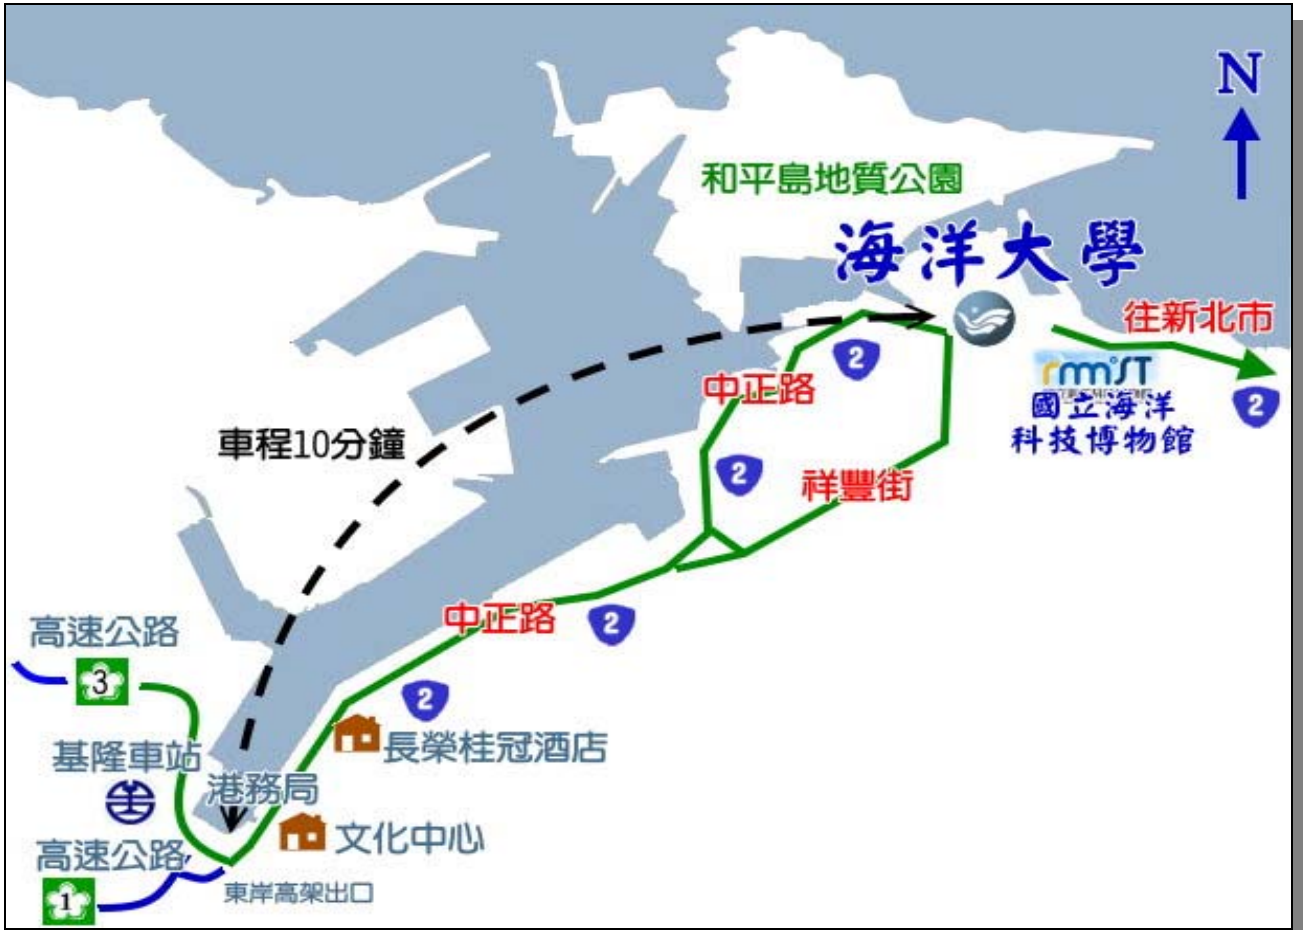 N
和平島地質公園
海洋大學
往新北市
2
中正路
rmmist
2
國立海洋
科技博物館
車程10分鐘
2
祥豐街
中正路
2
高速公路
3
2
長榮桂冠酒店
基隆車站
港務局
文化中心
高速公路
1
東岸高架出口